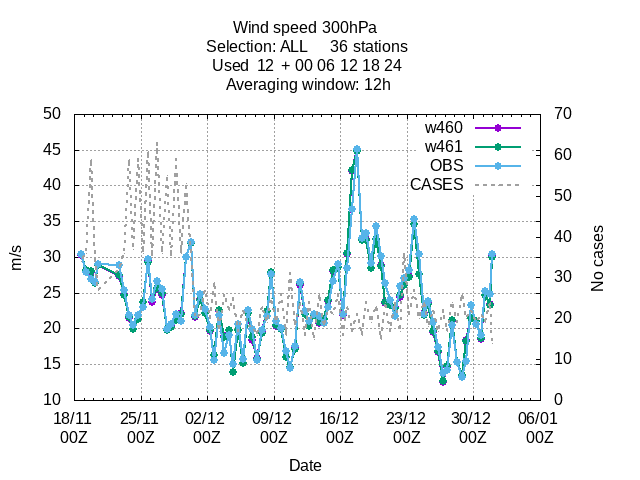 Wind speed 300hPa
Selection: ALL 36 stations
Used 12 + 00 06 12 18 24
Averaging window: 12h
50 70
w460
w461
OBS
CASES
45 60
40 50
35 40
30 30
25 20
20 10
15 0
10
m/s
No cases
18/11 25/11 02/12 09/12 16/12 23/12 30/12 06/01
00Z 00Z 00Z 00Z 00Z 00Z 00Z 00Z
Date